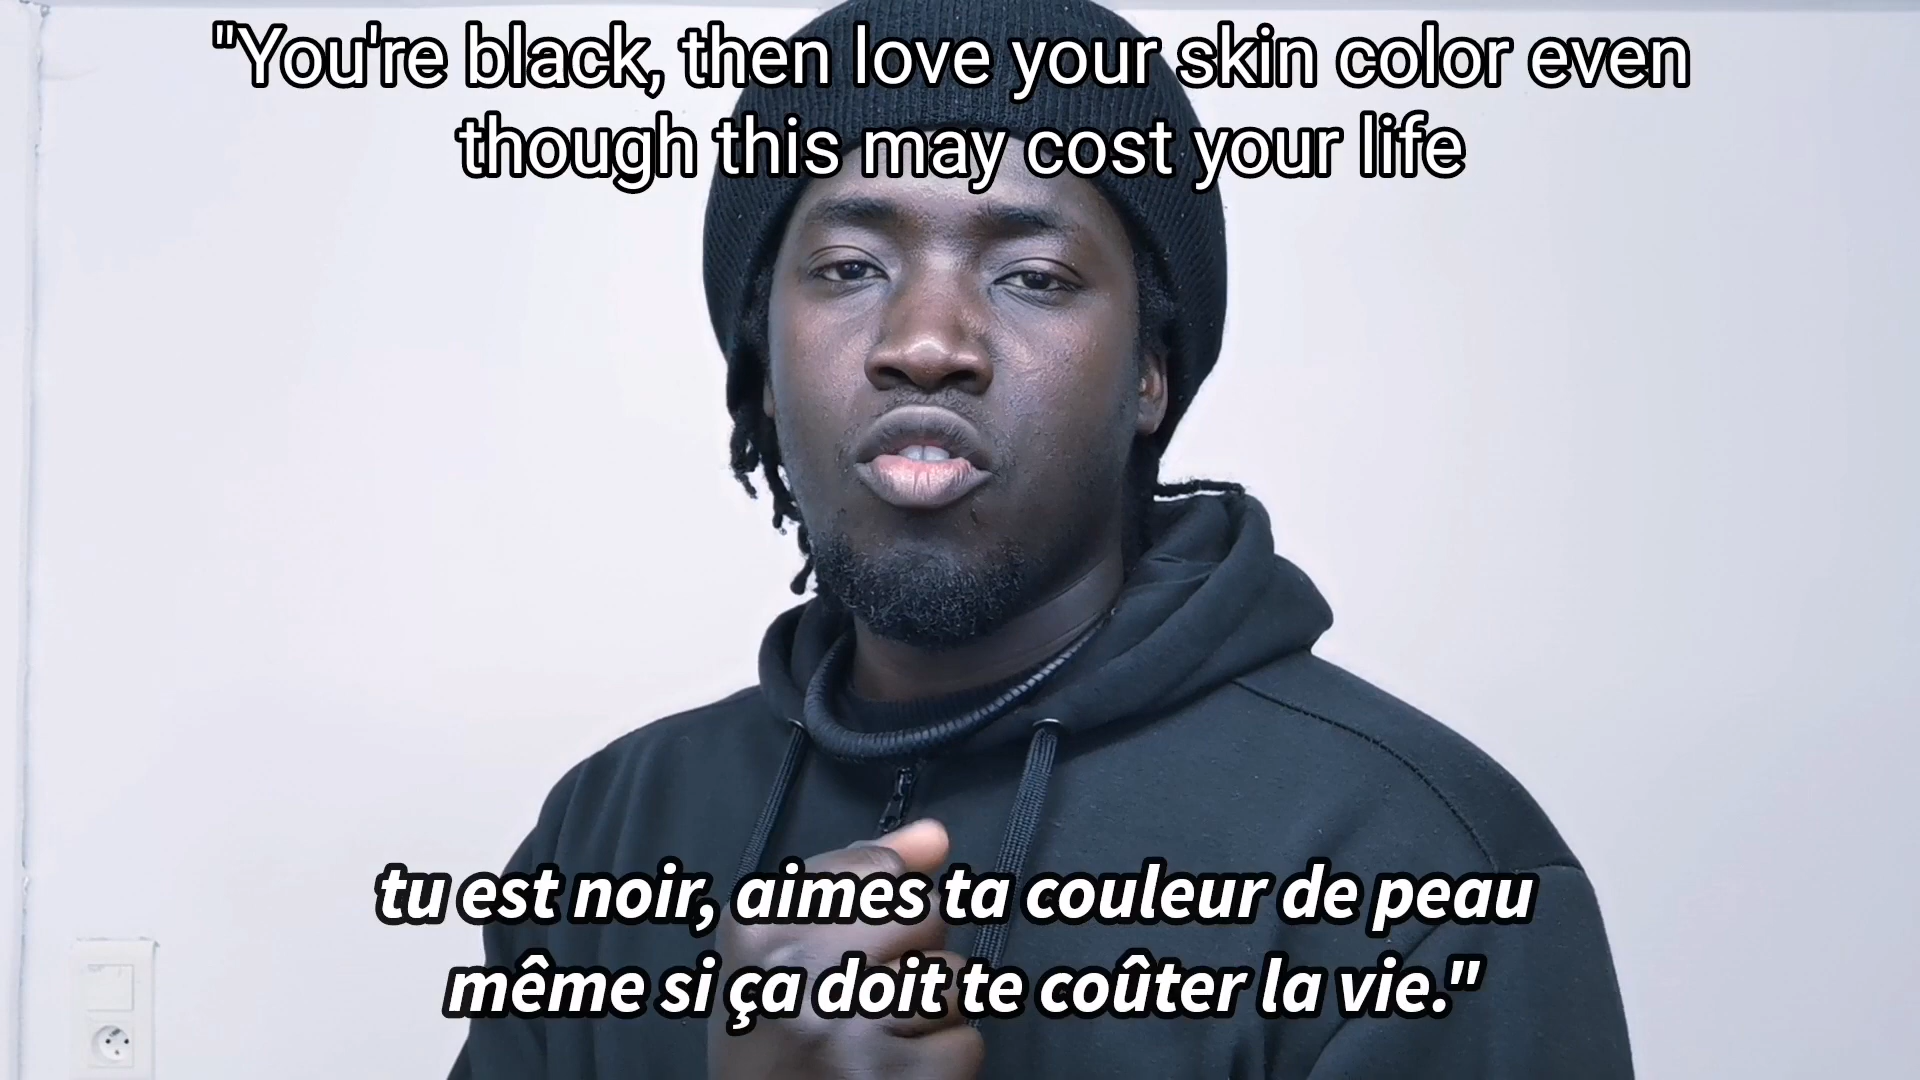 "You're black, then love your skin color even
though this may cost your life
tu est noir, aimes ta couleur de peau
même si ça doit te coûter la vie."